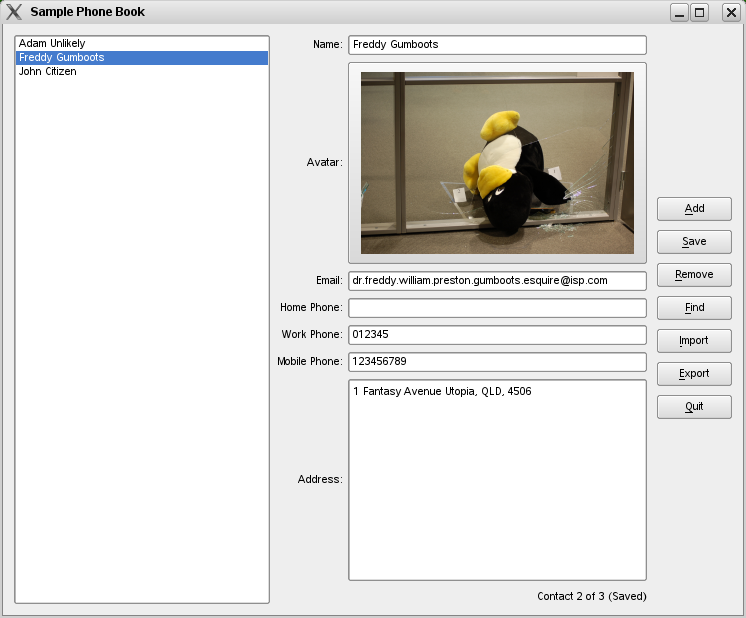 Sample Phone Book
Adam Unlikely
Freddy Gumboots
John Citizen
Name: Freddy Gumboots
Avatar:
Email: dr.freddy.william.preston.gumboots.esquire@isp.com
Home Phone:
Work Phone: 012345
Mobile Phone: 123456789
Address: 1 Fantasy Avenue Utopia, QLD, 4506
Contact 2 of 3 (Saved)
Add
Save
Remove
Find
Import
Export
Quit